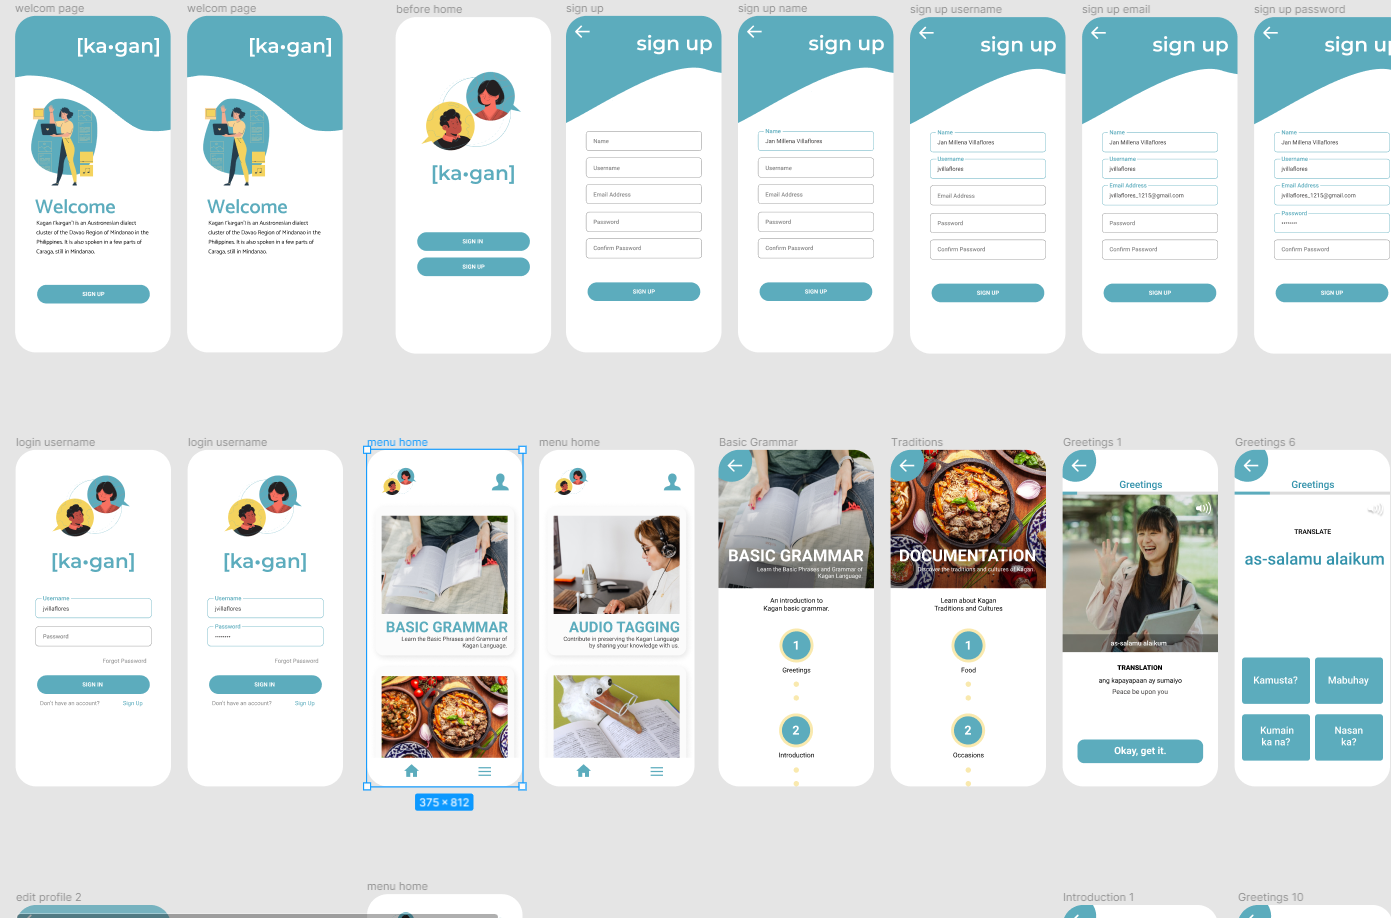 welcom page
[ka•gan]
Welcome
Kagan ('kərgən') is an Austronesian dialect
cluster of the Davao Region of Mindanao in the
Philippines. It is also spoken in a few parts of
Caraga, still in Mindanao.
SIGN UP
welcom page
[ka•gan]
Welcome
Kagan ('kərgən') is an Austronesian dialect
cluster of the Davao Region of Mindanao in the
Philippines. It is also spoken in a few parts of
Caraga, still in Mindanao.
before home
[ka•gan]
SIGN IN
SIGN UP
sign up
sign up
Name
Username
Email Address
Password
Confirm Password
SIGN UP
sign up name
sign up
Name
Jan Millena Villaflores
Username
Email Address
Password
Confirm Password
SIGN UP
sign up username
sign up
Name
Jan Millena Villaflores
Username
jvillaflores
Email Address
Password
Confirm Password
SIGN UP
sign up email
sign up
Name
Jan Millena Villaflores
Username
jvillaflores
Email Address
jvillaflores_1215@gmail.com
Password
Confirm Password
SIGN UP
sign up password
sign up
Name
Jan Millena Villaflores
Username
jvillaflores
Email Address
jvillaflores_1215@gmail.com
Password
••••••••
Confirm Password
SIGN UP
login username
[ka•gan]
Username
jvillaflores
Password
Forgot Password
SIGN IN
Don't have an account? Sign Up
login username
[ka•gan]
Username
jvillaflores
Password
••••••••
Forgot Password
SIGN IN
Don't have an account? Sign Up
menu home
BASIC GRAMMAR
Learn the Basic Phrases and Grammar of
Kagan Language.
375 × 812
menu home
AUDIO TAGGING
Contribute in preserving the Kagan Language
by sharing your knowledge with us.
Basic Grammar
BASIC GRAMMAR
Learn the Basic Phrases and Grammar of
Kagan Language.
An introduction to
Kagan basic grammar.
1
Greetings
2
Introduction
Traditions
DOCUMENTATION
Discover the traditions and cultures of Kagan
Learn about Kagan
Traditions and Cultures
1
Food
2
Occasions
Greetings 1
Greetings
as-salamu alaikum
TRANSLATION
ang kapayapaan ay sumaiyo
Peace be upon you
Okay, get it.
Greetings 6
Greetings
TRANSLATE
as-salamu alaikum
Kamusta?
Mabuhay
Kumain
ka na?
Nasan
ka?
edit profile 2
menu home
Introduction 1
Greetings 10